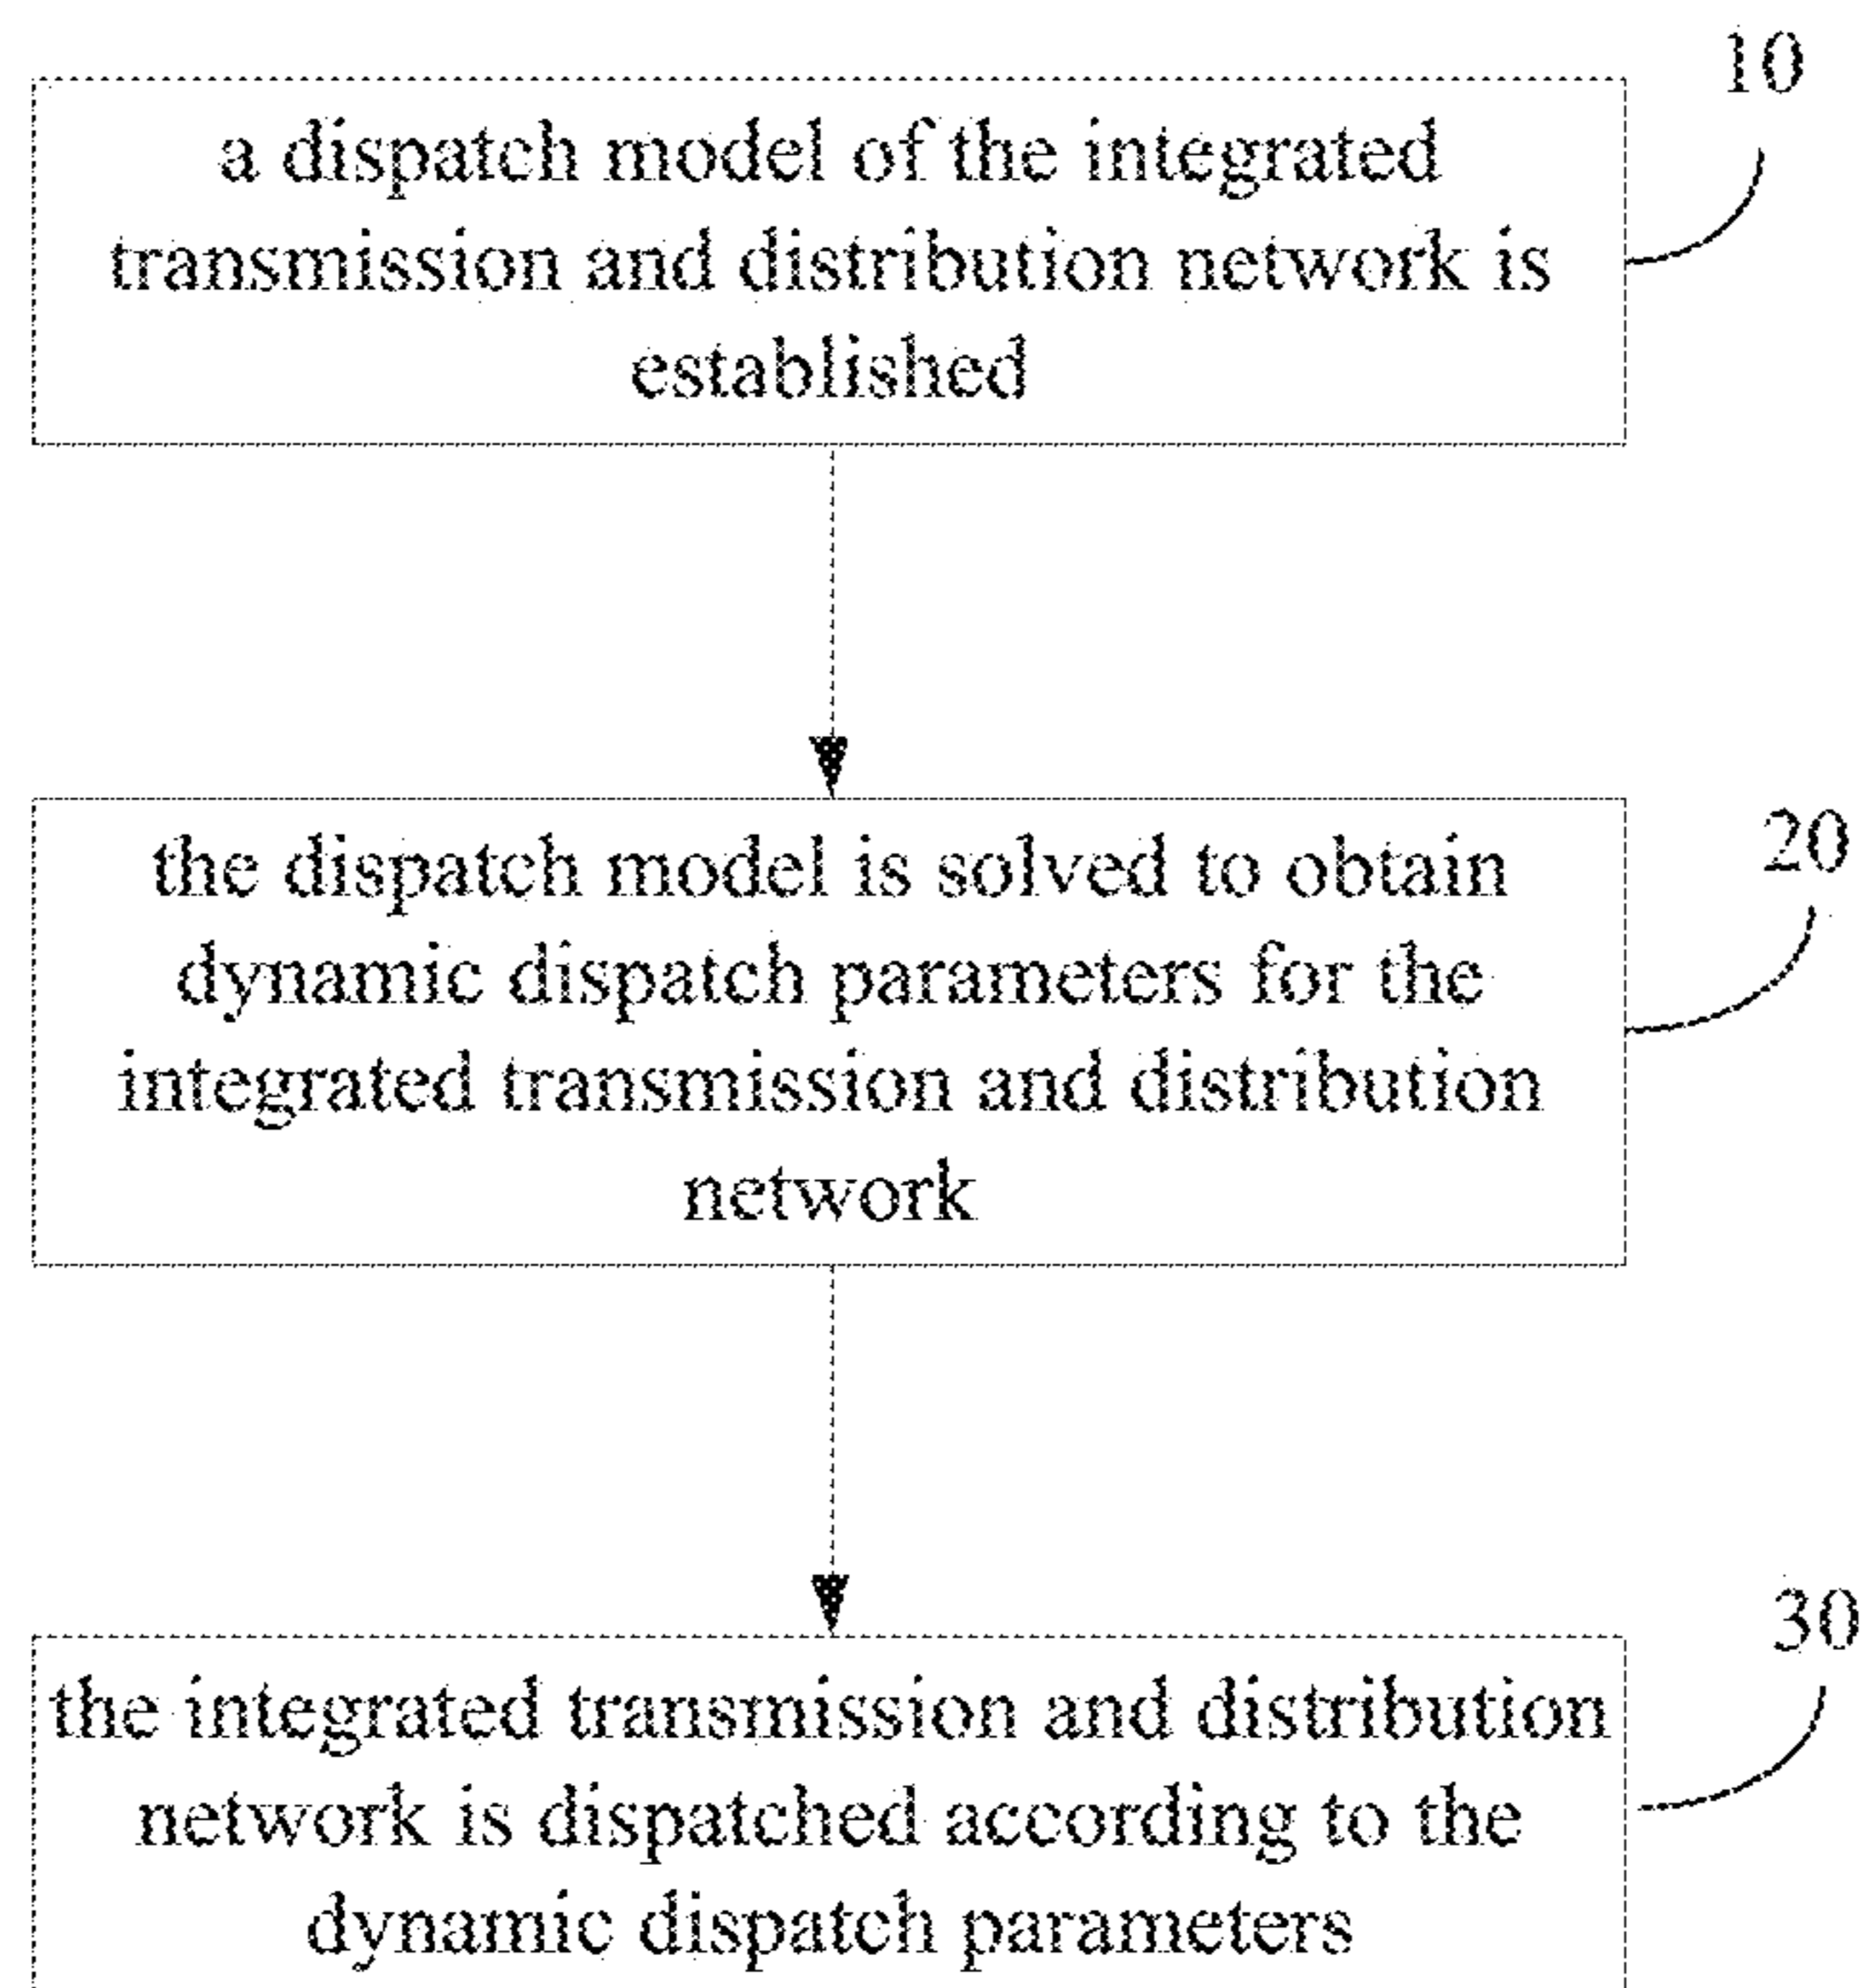 10
a dispatch model of the integrated
transmission and distribution network is
established
20
the dispatch model is solved to obtain
dynamic dispatch parameters for the
integrated transmission and distribution
network
30
the integrated transmission and distribution
network is dispatched according to the
dynamic dispatch parameters